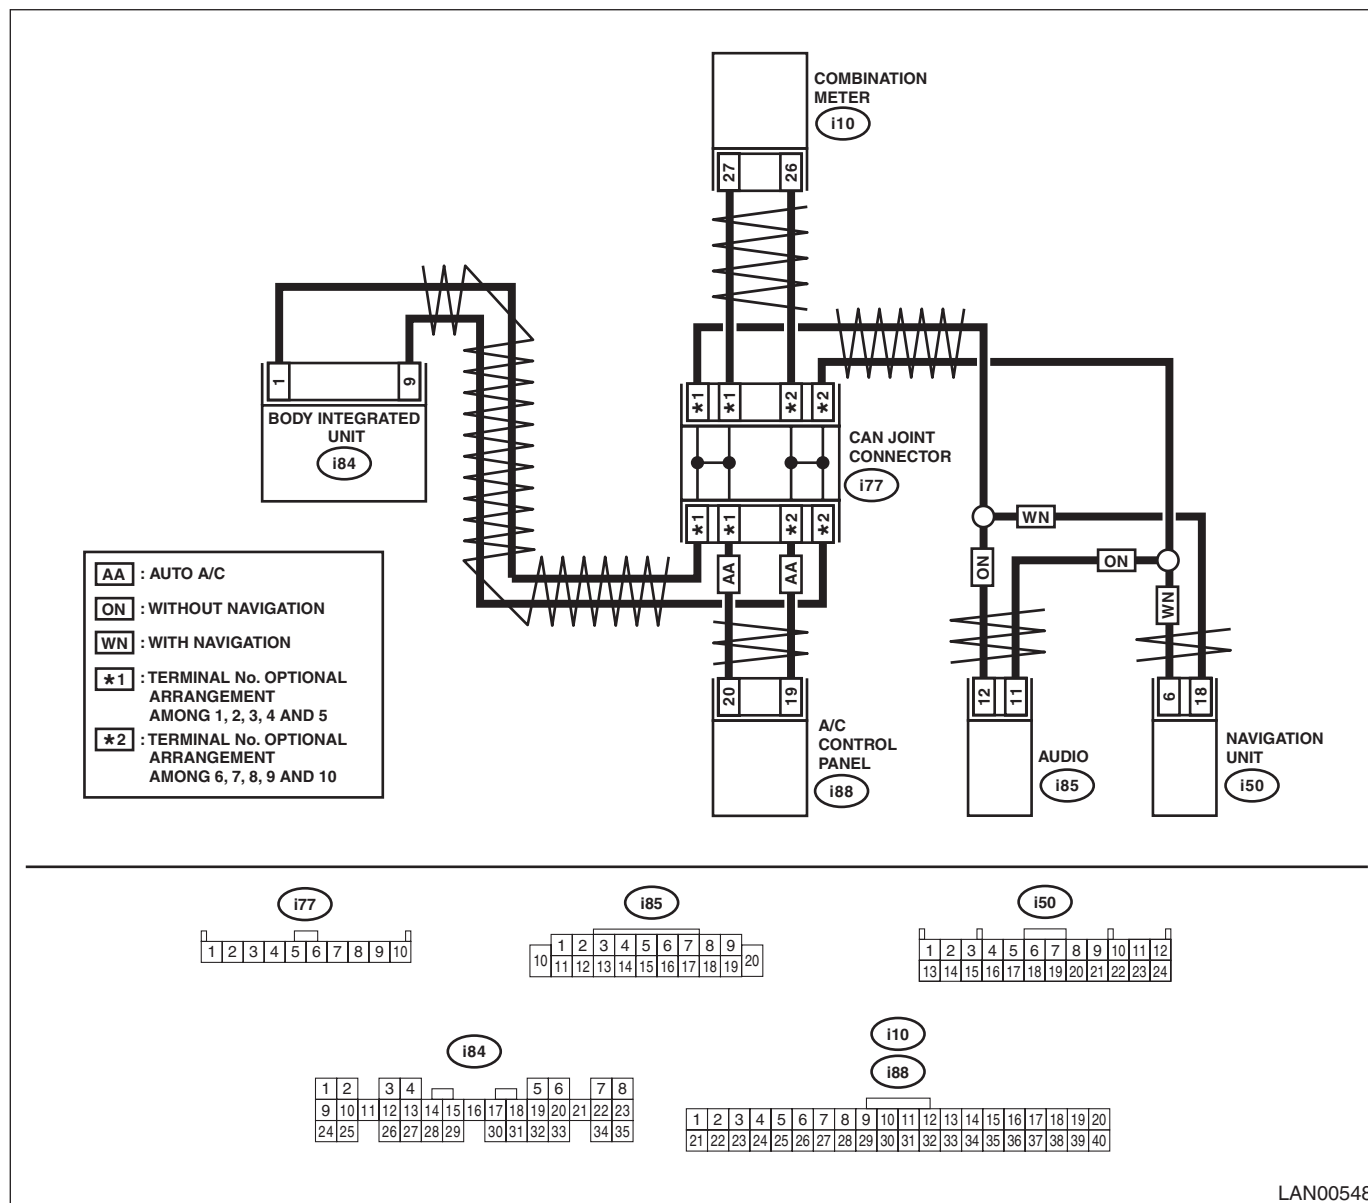 COMBINATION
METER
i10
27 26
1 9
BODY INTEGRATED
UNIT
i84
*1 *1 *2 *2
CAN JOINT
CONNECTOR
i77
*1 *1 *2 *2
WN
AA AA ON ON WN
AA : AUTO A/C
ON : WITHOUT NAVIGATION
WN : WITH NAVIGATION
*1 : TERMINAL No. OPTIONAL
ARRANGEMENT
AMONG 1, 2, 3, 4 AND 5
*2 : TERMINAL No. OPTIONAL
ARRANGEMENT
AMONG 6, 7, 8, 9 AND 10
20 19
A/C
CONTROL
PANEL
i88
12 11
AUDIO
i85
6 18
NAVIGATION
UNIT
i50
i77
1 2 3 4 5 6 7 8 9 10
i85
1 2 3 4 5 6 7 8 9
10 20
11 12 13 14 15 16 17 18 19
i50
1 2 3 4 5 6 7 8 9 10 11 12
13 14 15 16 17 18 19 20 21 22 23 24
i84
1 2 3 4 5 6 7 8
9 10 11 12 13 14 15 16 17 18 19 20 21 22 23
24 25 26 27 28 29 30 31 32 33 34 35
i10
i88
1 2 3 4 5 6 7 8 9 10 11 12 13 14 15 16 17 18 19 20
21 22 23 24 25 26 27 28 29 30 31 32 33 34 35 36 37 38 39 40
LAN00548